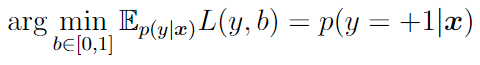 arg min_{b∈[0,1]} 𝔼_{p(y|x)} L(y, b) = p(y = +1|𝒙)